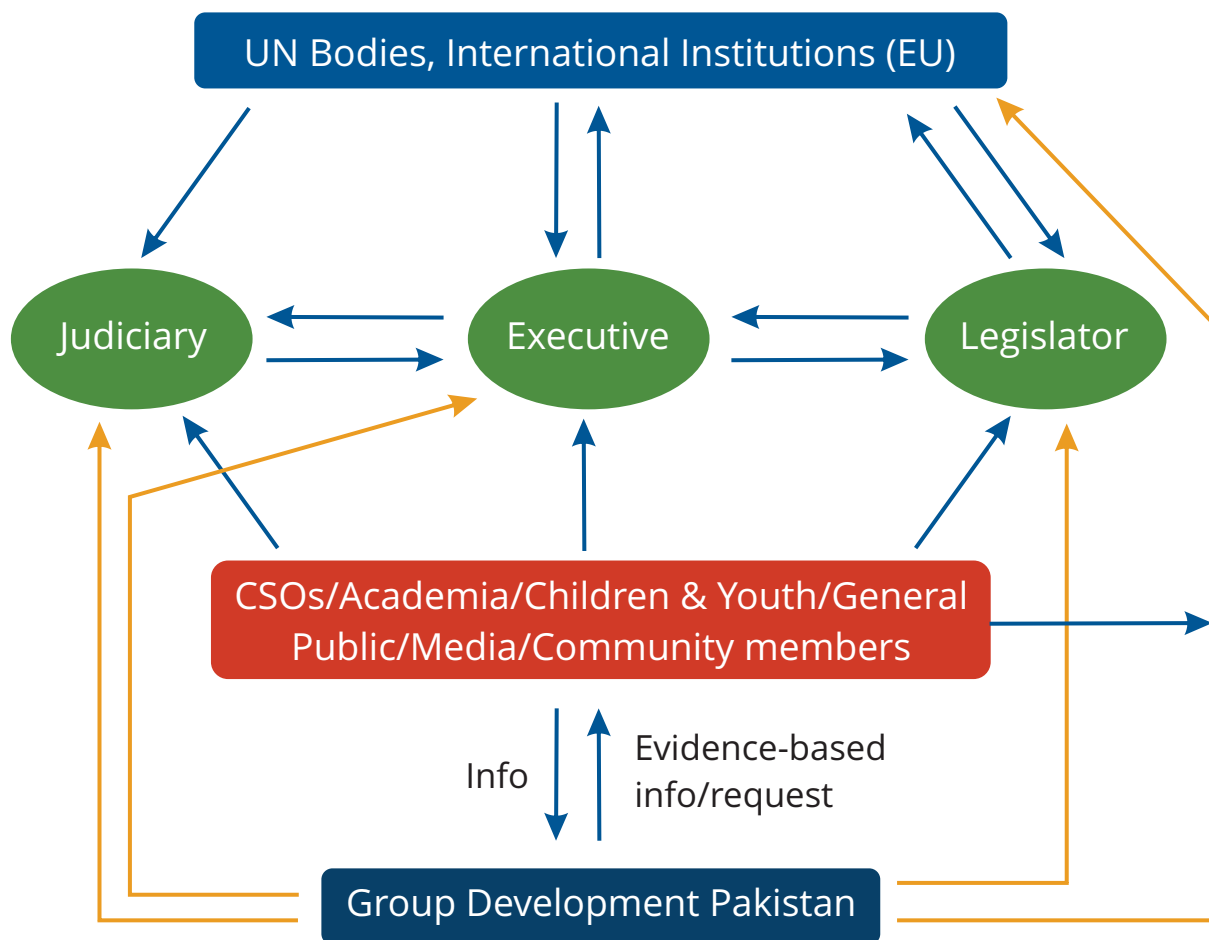 UN Bodies, International Institutions (EU)
Judiciary
Executive
Legislator
CSOs/Academia/Children & Youth/General
Public/Media/Community members
Info
Evidence-based
info/request
Group Development Pakistan